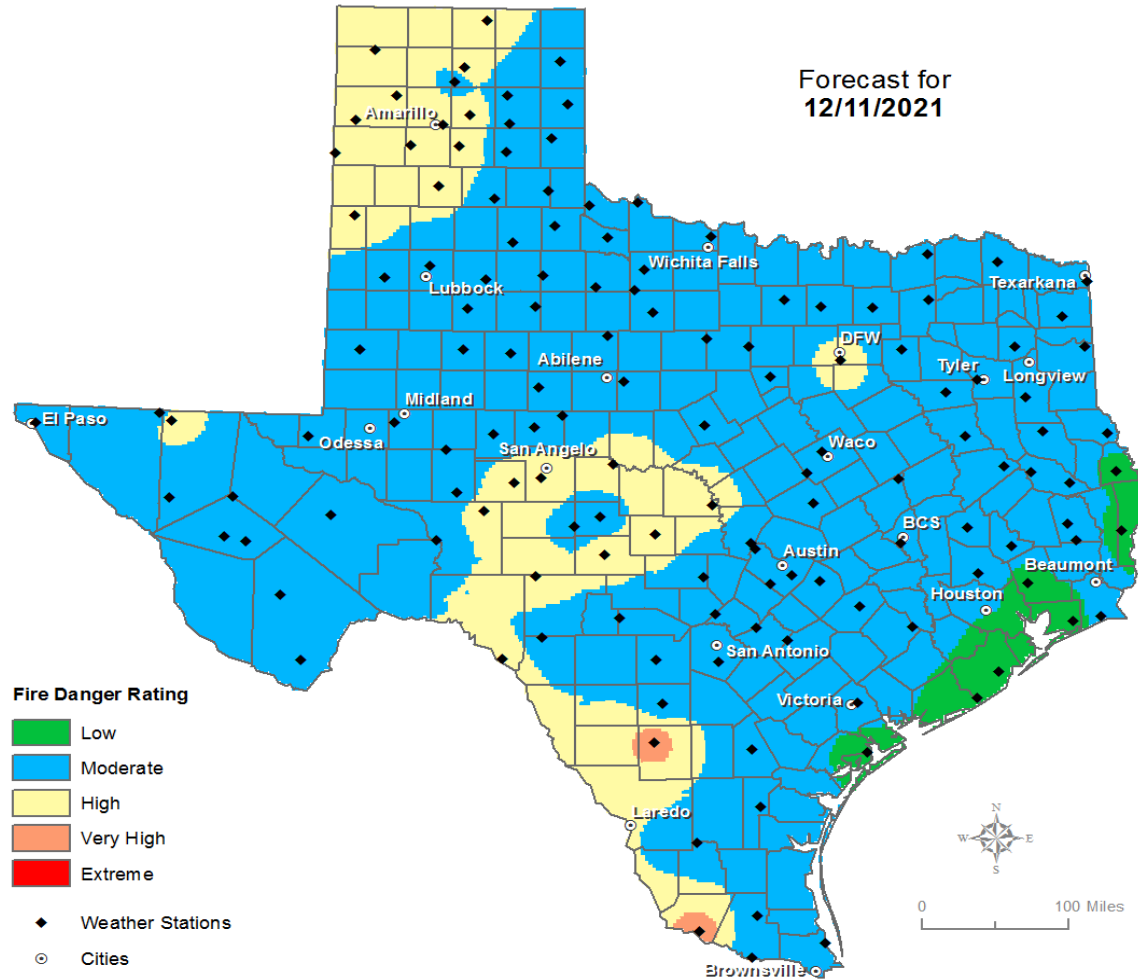 Forecast for
12/11/2021
Amarillo
Wichita Falls
Lubbock
Texarkana
DFW
Abilene
Tyler
Longview
Midland
El Paso
Odessa
San Angelo
Waco
BCS
Austin
Beaumont
Houston
San Antonio
Victoria
Laredo
Brownsville
Fire Danger Rating
Low
Moderate
High
Very High
Extreme
Weather Stations
Cities
N
W
E
S
0
100 Miles